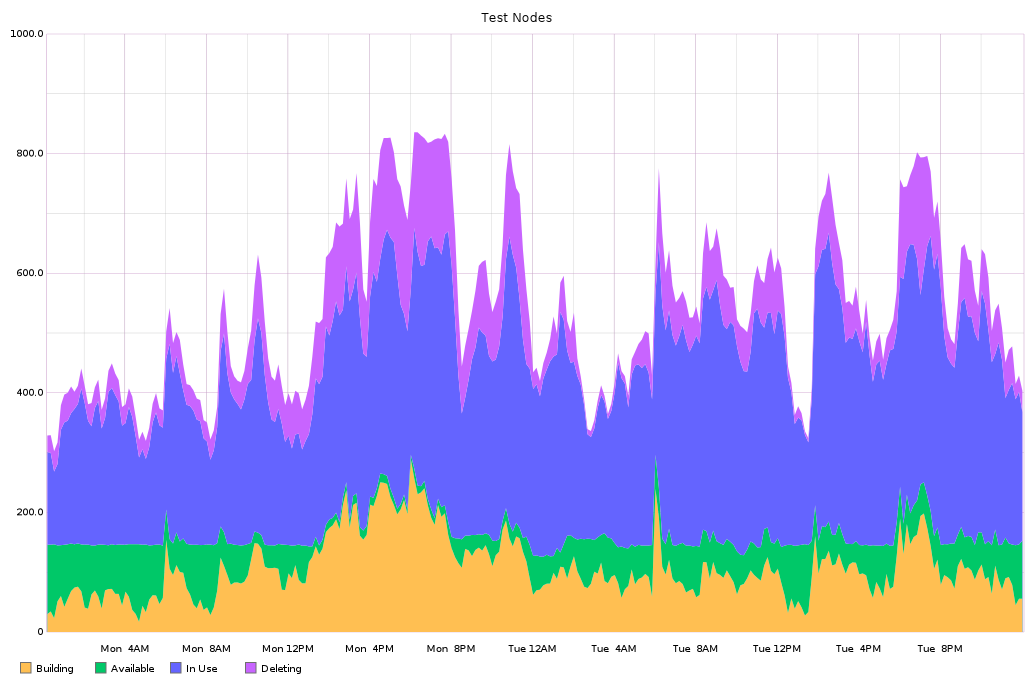 Test Nodes
1000.0
800.0
600.0
400.0
200.0
0
Mon 4AM Mon 8AM Mon 12PM Mon 4PM Mon 8PM Tue 12AM Tue 4AM Tue 8AM Tue 12PM Tue 4PM Tue 8PM
Building Available In Use Deleting